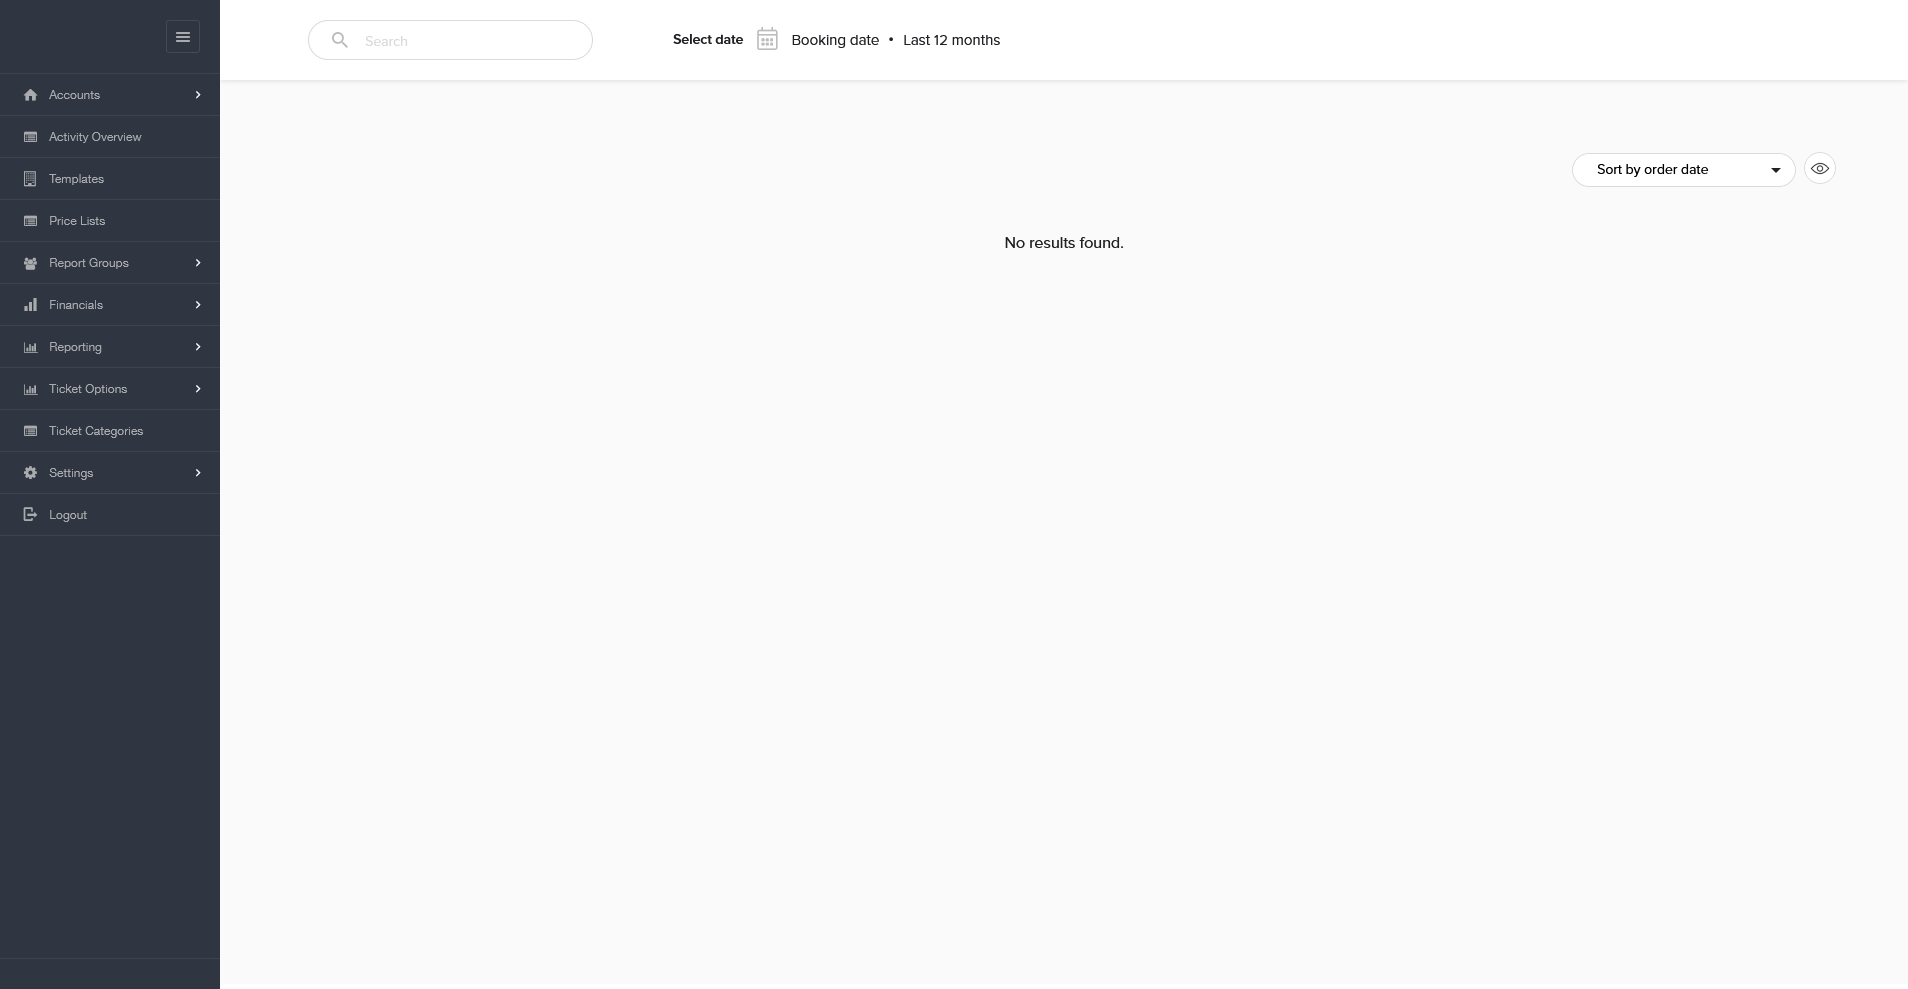 Search
Select date Booking date • Last 12 months
Accounts
Activity Overview
Templates
Price Lists
Report Groups
Financials
Reporting
Ticket Options
Ticket Categories
Settings
Logout
Sort by order date
No results found.